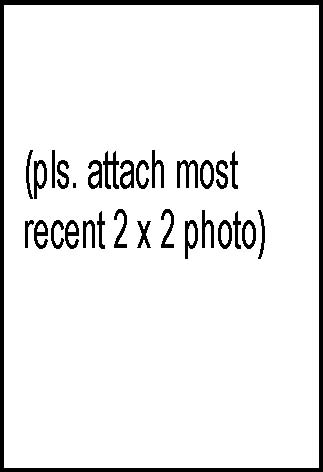 (pls. attach most
recent 2 x 2 photo)